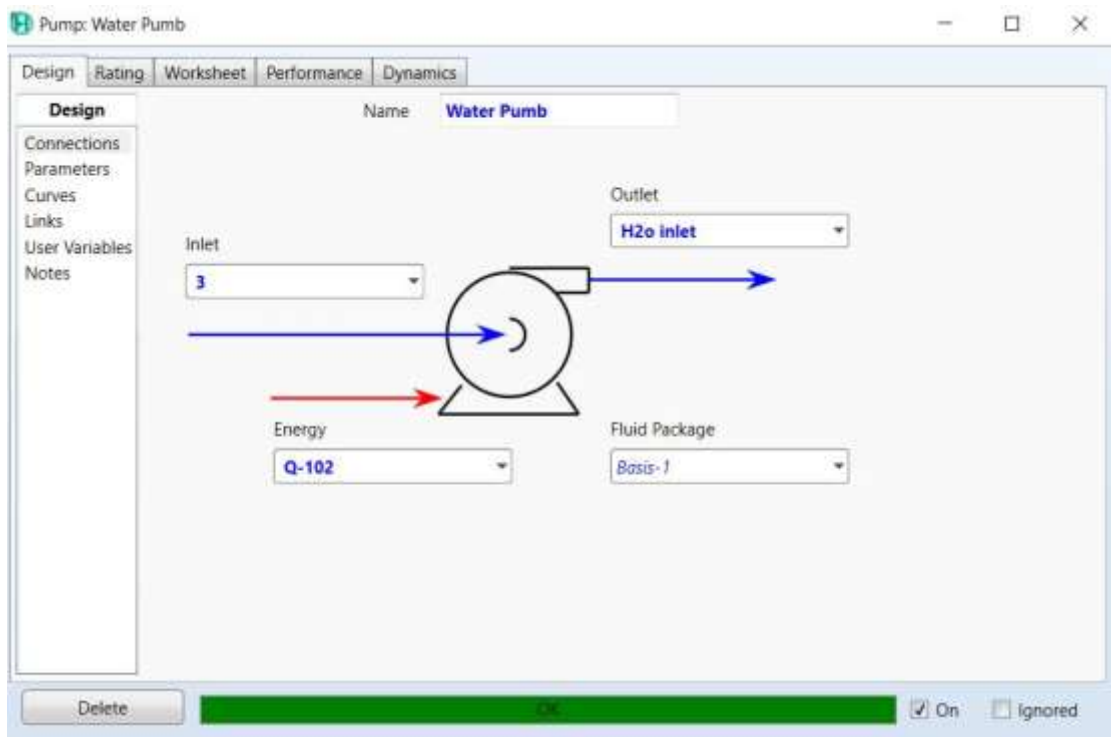 Pump: Water Pumb
Design Rating Worksheet Performance Dynamics
Design
Connections
Parameters
Curves
Links
User Variables
Notes
Name Water Pumb
Outlet
H2o inlet
Inlet
3
Energy
Q-102
Fluid Package
Basis-1
Delete
OK
On
Ignored